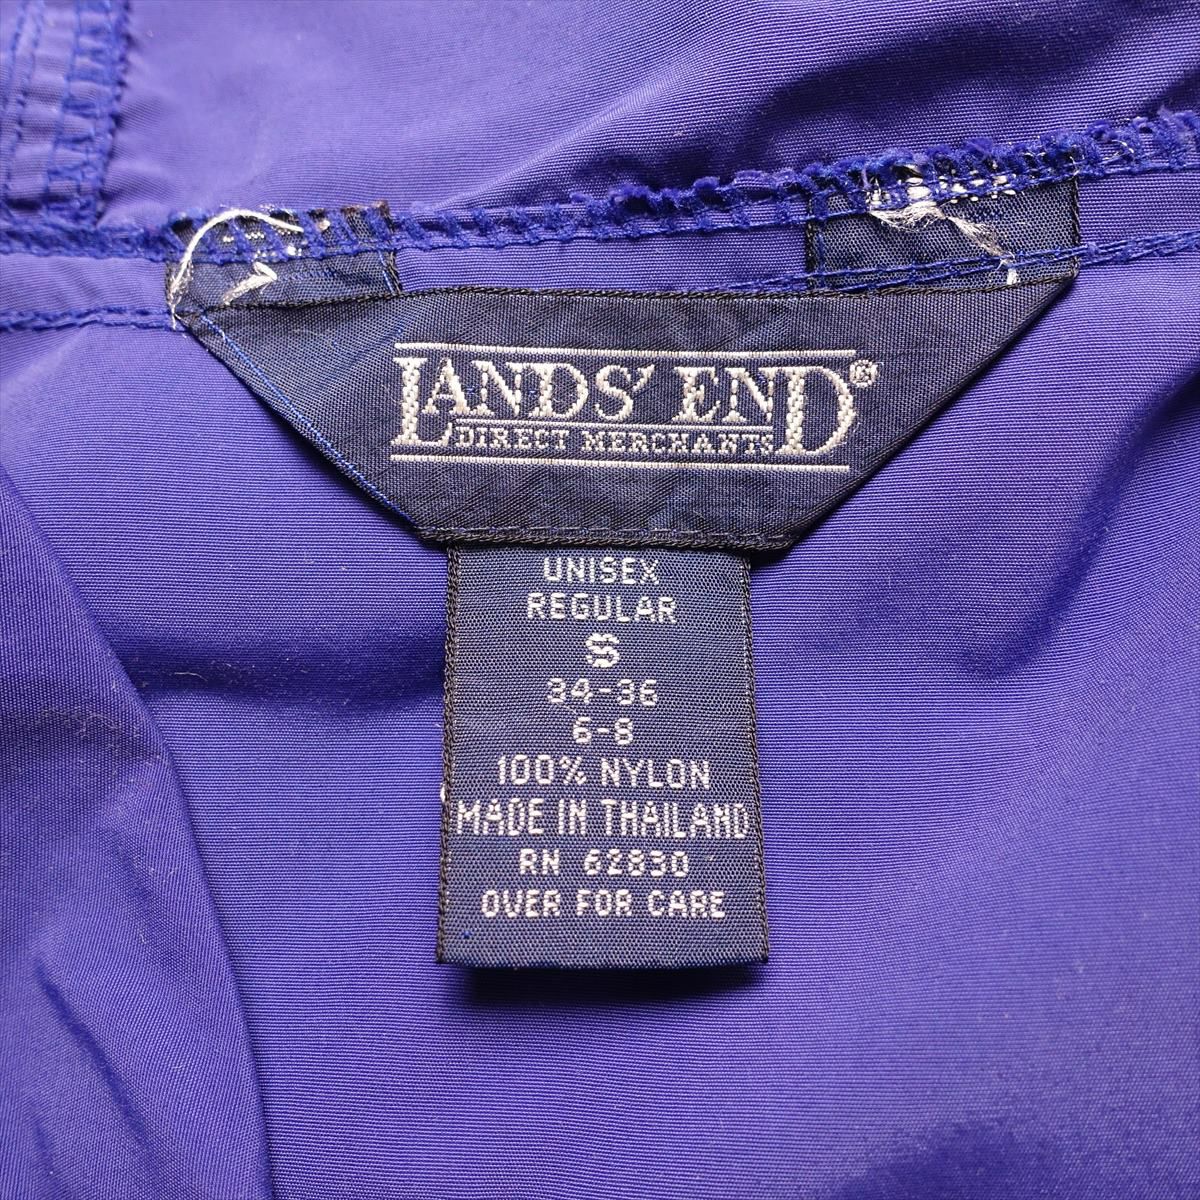 LANDS' END®
DIRECT MERCHANTS
UNISEX
REGULAR
S
34-36
6-8
100% NYLON
MADE IN THAILAND
RN 62830
OVER FOR CARE